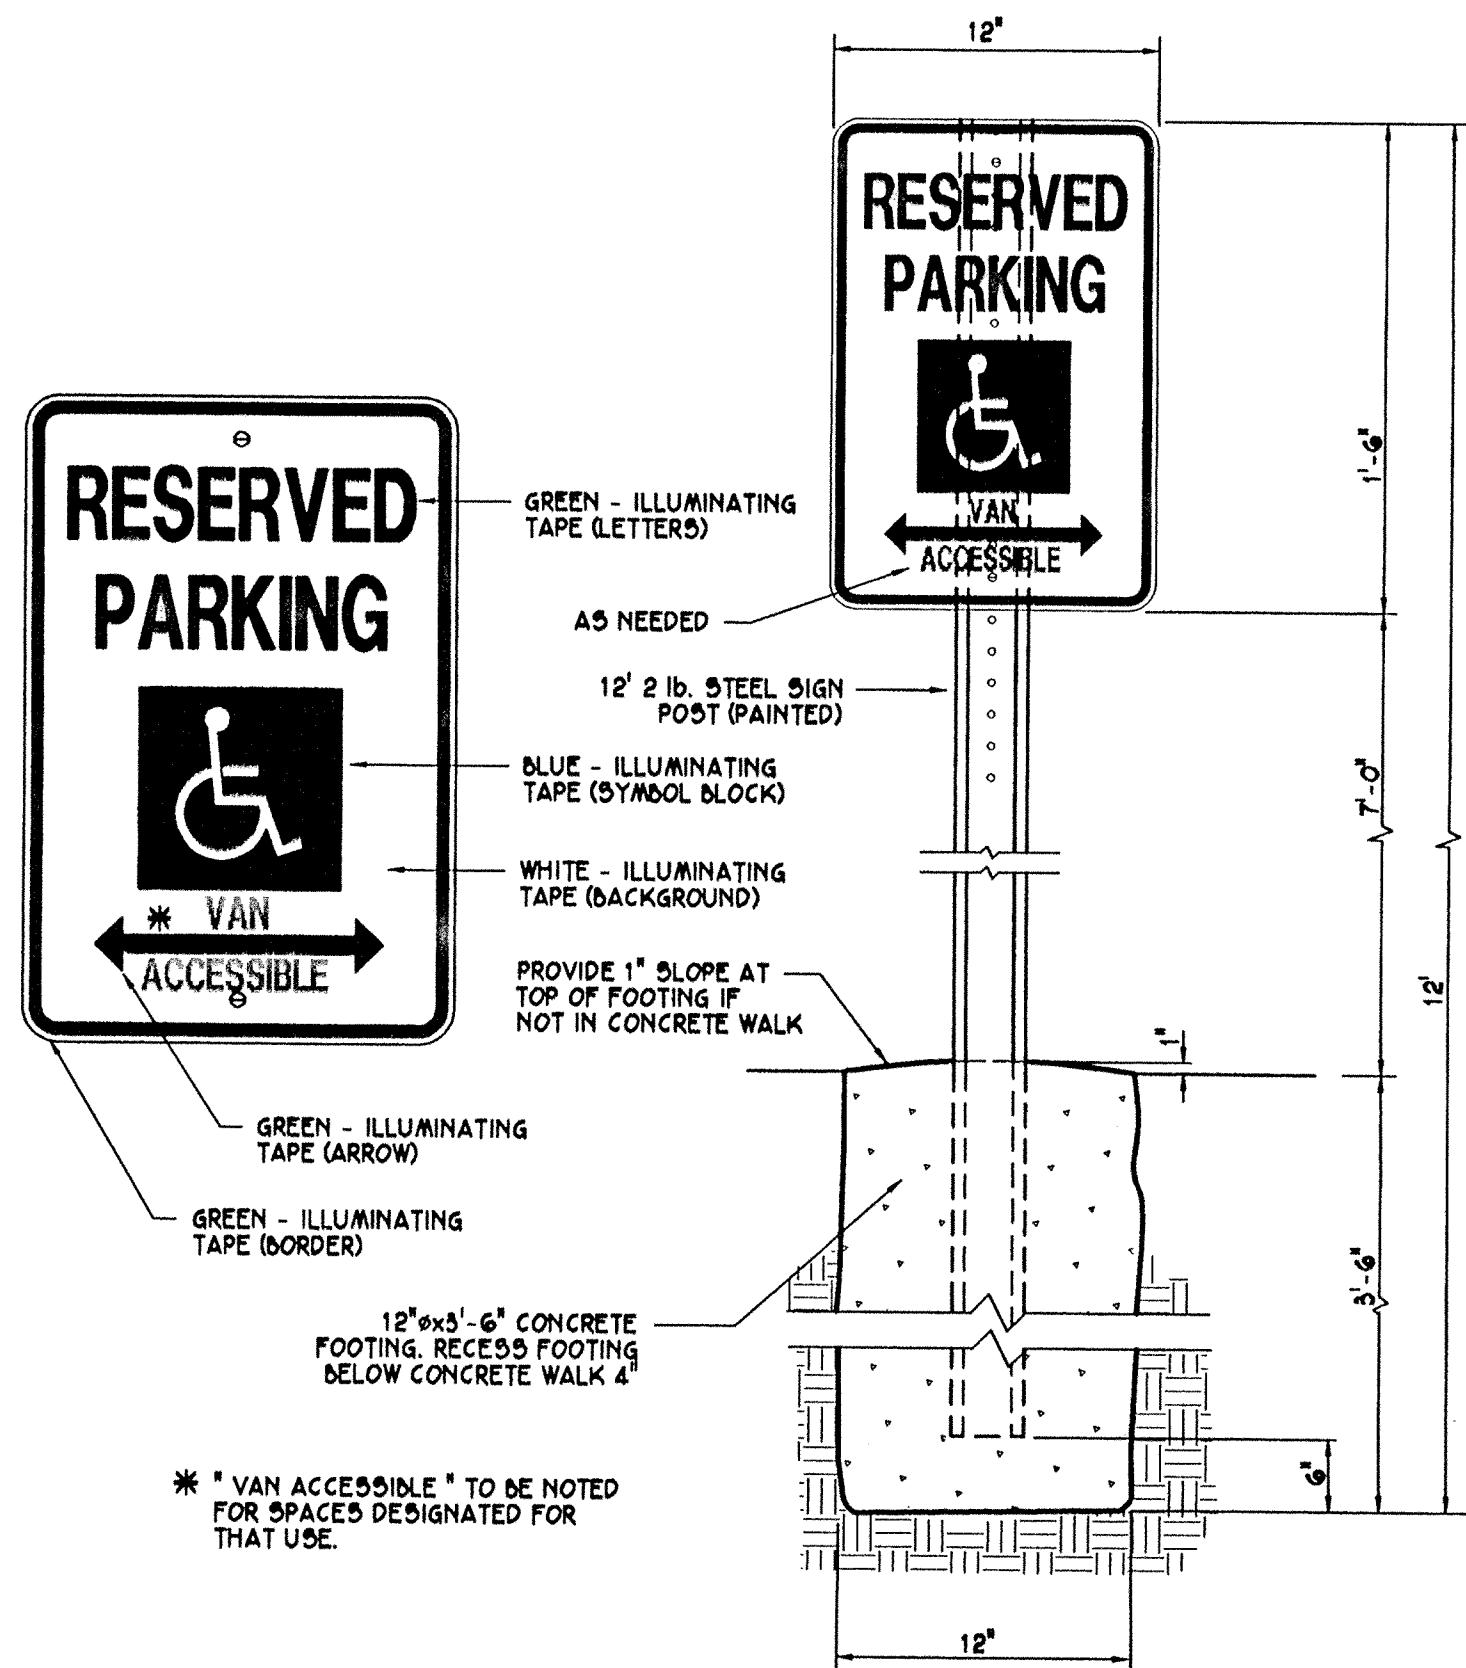 12"
RESERVED
PARKING
VAN
ACCESSIBLE
1'-6"
RESERVED
PARKING
* VAN
ACCESSIBLE
GREEN - ILLUMINATING
TAPE (LETTERS)
AS NEEDED
12' 2 lb. STEEL SIGN
POST (PAINTED)
BLUE - ILLUMINATING
TAPE (SYMBOL BLOCK)
7'-0"
WHITE - ILLUMINATING
TAPE (BACKGROUND)
PROVIDE 1" SLOPE AT
TOP OF FOOTING IF
NOT IN CONCRETE WALK
12'
1"
GREEN - ILLUMINATING
TAPE (ARROW)
GREEN - ILLUMINATING
TAPE (BORDER)
3'-6"
12"øx3'-6" CONCRETE
FOOTING. RECESS FOOTING
BELOW CONCRETE WALK 4"
6"
* " VAN ACCESSIBLE " TO BE NOTED
FOR SPACES DESIGNATED FOR
THAT USE.
12"